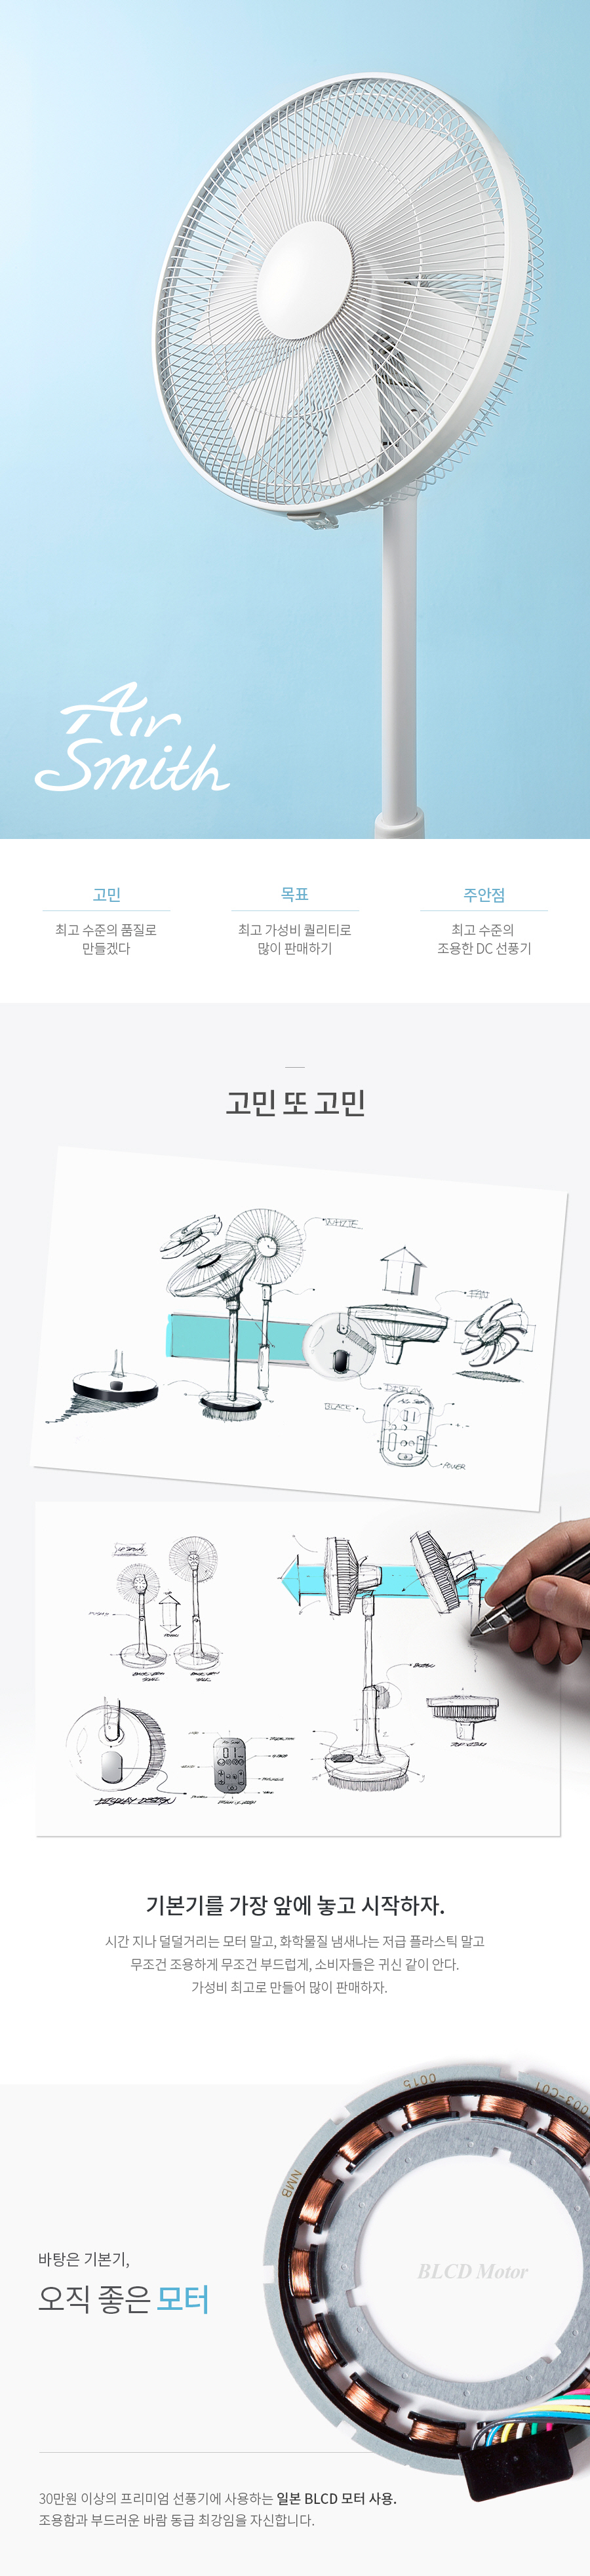 Air
Smith
고민
최고 수준의 품질로
만들겠다
목표
최고 가성비 퀄리티로
많이 판매하기
주안점
최고 수준의
조용한 DC 선풍기
고민 또 고민
WHITE
BLACK
POWER
DISPLAY DESIGN
기본기를 가장 앞에 놓고 시작하자.
시간 지나 덜덜거리는 모터 말고, 화학물질 냄새나는 저급 플라스틱 말고
무조건 조용하게 무조건 부드럽게, 소비자들은 귀신 같이 안다.
가성비 최고로 만들어 많이 판매하자.
0015
003-C01
NMB
BLCD Motor
바탕은 기본기,
오직 좋은 모터
30만원 이상의 프리미엄 선풍기에 사용하는 일본 BLCD 모터 사용.
조용함과 부드러운 바람 동급 최강임을 자신합니다.